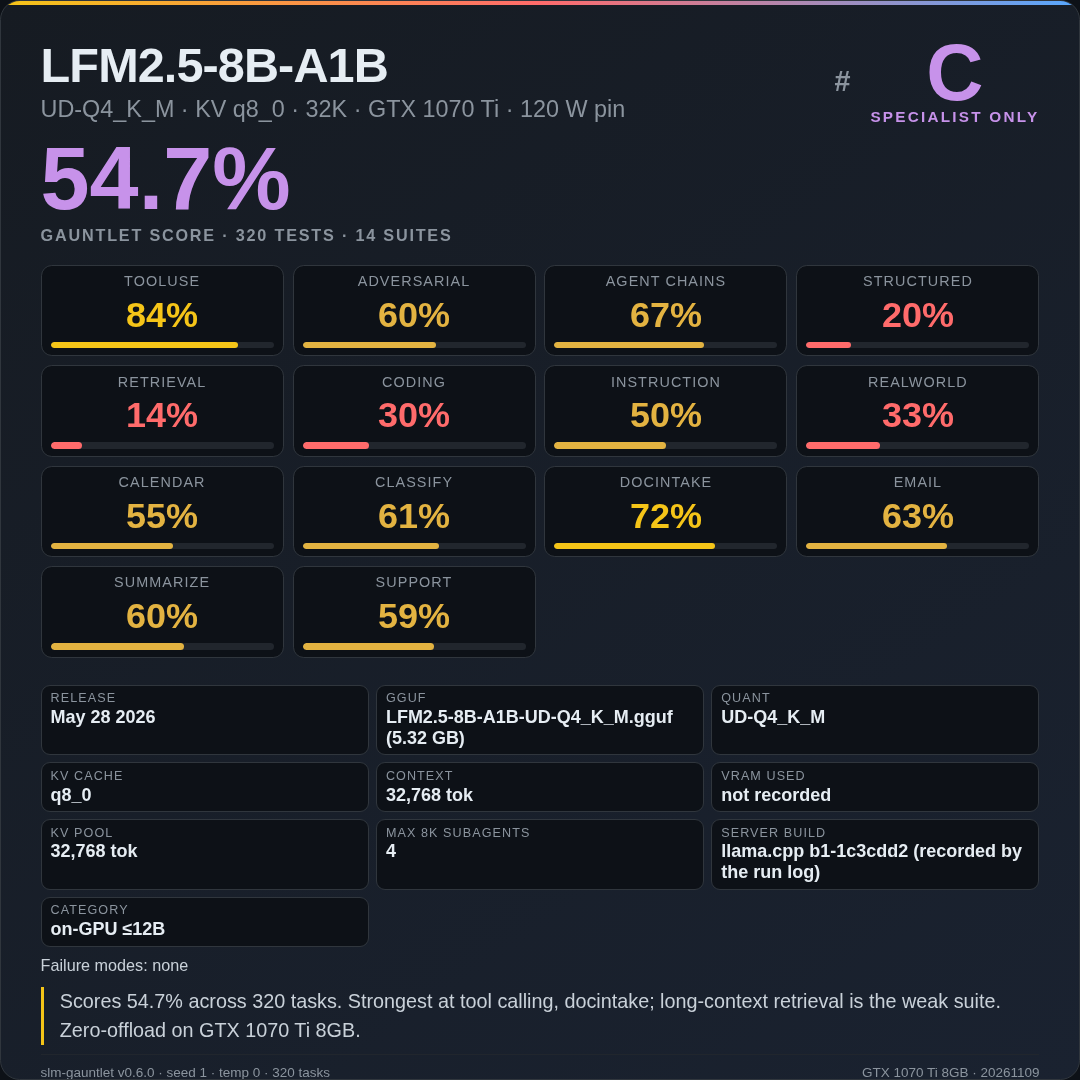 LFM2.5-8B-A1B
UD-Q4_K_M · KV q8_0 · 32K · GTX 1070 Ti · 120 W pin
#
C
SPECIALIST ONLY
54.7%
GAUNTLET SCORE · 320 TESTS · 14 SUITES
TOOLUSE
84%
ADVERSARIAL
60%
AGENT CHAINS
67%
STRUCTURED
20%
RETRIEVAL
14%
CODING
30%
INSTRUCTION
50%
REALWORLD
33%
CALENDAR
55%
CLASSIFY
61%
DOCINTAKE
72%
EMAIL
63%
SUMMARIZE
60%
SUPPORT
59%
RELEASE
May 28 2026
GGUF
LFM2.5-8B-A1B-UD-Q4_K_M.gguf
(5.32 GB)
QUANT
UD-Q4_K_M
KV CACHE
q8_0
CONTEXT
32,768 tok
VRAM USED
not recorded
KV POOL
32,768 tok
MAX 8K SUBAGENTS
4
SERVER BUILD
llama.cpp b1-1c3cdd2 (recorded by
the run log)
CATEGORY
on-GPU ≤12B
Failure modes: none
Scores 54.7% across 320 tasks. Strongest at tool calling, docintake; long-context retrieval is the weak suite.
Zero-offload on GTX 1070 Ti 8GB.
slm-gauntlet v0.6.0 · seed 1 · temp 0 · 320 tasks
GTX 1070 Ti 8GB · 20261109